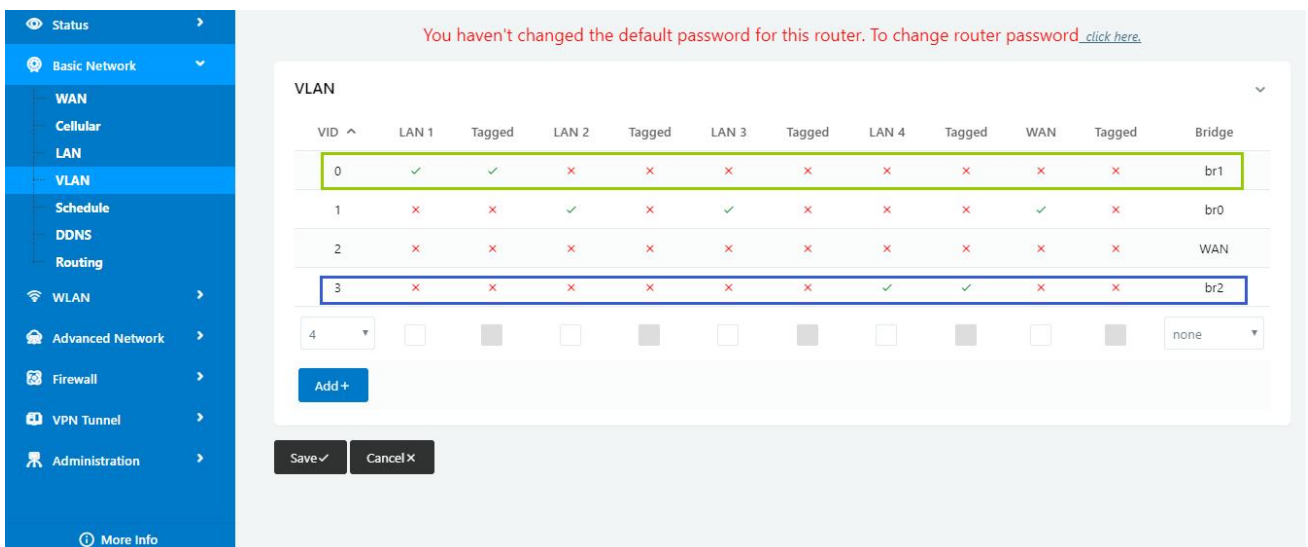 Status
Basic Network
WAN
Cellular
LAN
VLAN
Schedule
DDNS
Routing
WLAN
Advanced Network
Firewall
VPN Tunnel
Administration
More Info
You haven't changed the default password for this router. To change router password click here.
VLAN
VID LAN 1 Tagged LAN 2 Tagged LAN 3 Tagged LAN 4 Tagged WAN Tagged Bridge
0 ✓ ✓ × × × × × × × × br1
1 × × ✓ × ✓ × × × ✓ × br0
2 × × × × × × × × × × WAN
3 × × × × × × ✓ ✓ × × br2
4 none
Add+
Save✓ Cancel×